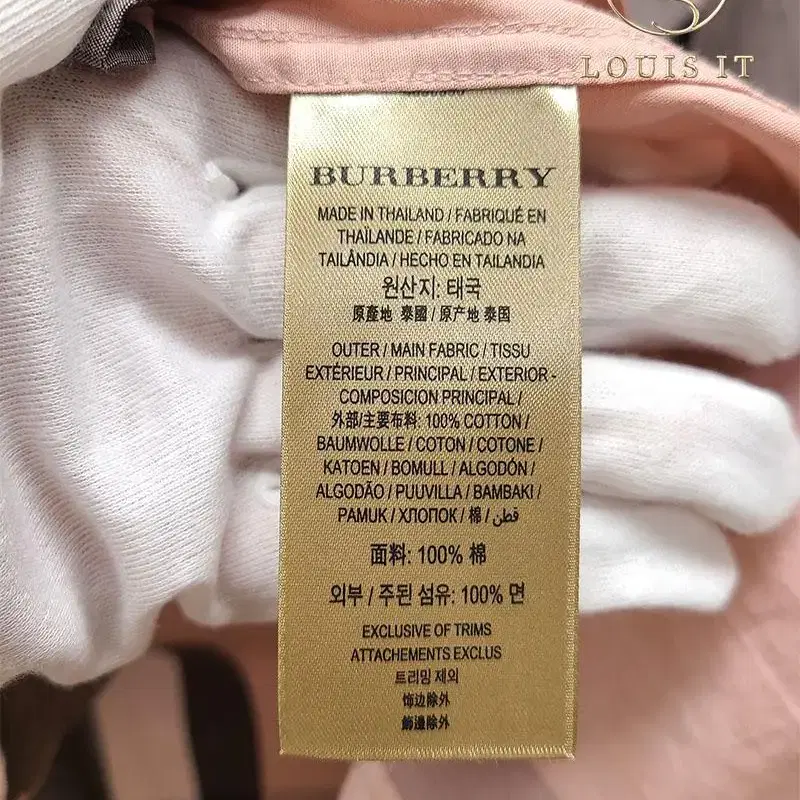 LOUIS IT
BURBERRY
MADE IN THAILAND / FABRIQUÉ EN
THAÏLANDE / FABRICADO NA
TAILÂNDIA / HECHO EN TAILANDIA
원산지: 태국
原產地 泰國 / 原产地 泰国
OUTER / MAIN FABRIC / TISSU
EXTÉRIEUR / PRINCIPAL / EXTERIOR -
COMPOSICION PRINCIPAL /
外部/主要布料: 100% COTTON /
BAUMWOLLE / COTON / COTONE /
KATOEN / BOMULL / ALGODÓN /
ALGODÃO / PUUVILLA / BAMBAKI /
PAMUK / ХЛОПОК / 棉 / قطن
面料: 100% 棉
외부 / 주된 섬유: 100% 면
EXCLUSIVE OF TRIMS
ATTACHEMENTS EXCLUS
트리밍 제외
饰边除外
飾邊除外